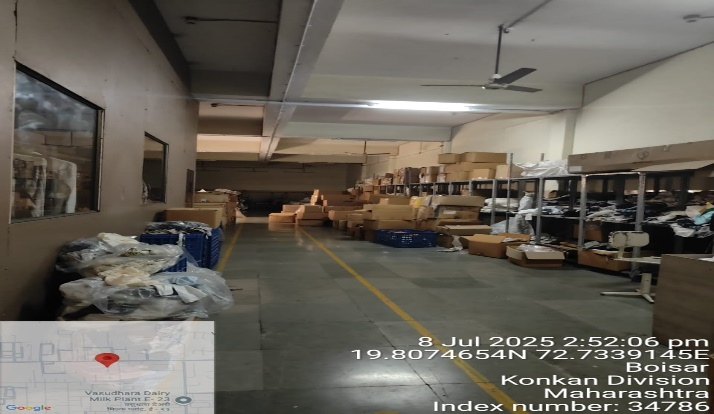 8 Jul 2025 2:52:06 pm
19.8074654N 72.7339145E
Boisar
Konkan Division
Maharashtra
Index number: 34786
Vasudhara Dairy
Milk Plant E- 23
Google